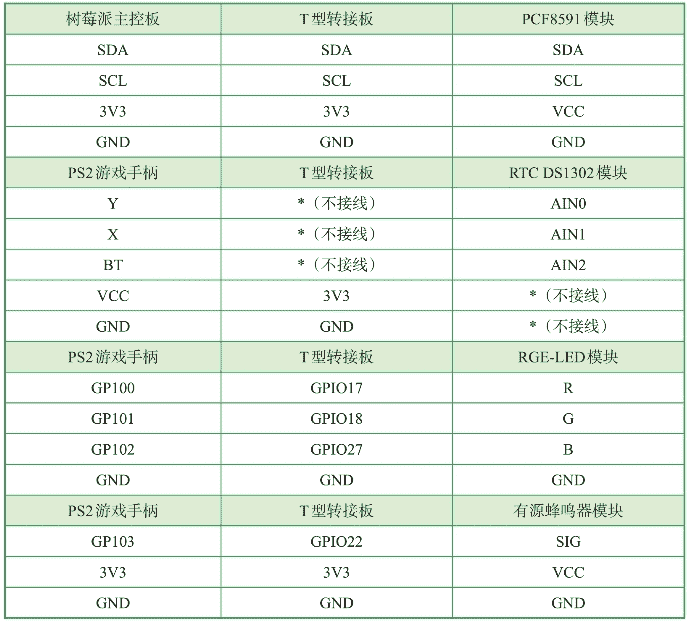 树莓派主控板 T型转接板 PCF8591模块
SDA SDA SDA
SCL SCL SCL
3V3 3V3 VCC
GND GND GND
PS2游戏手柄 T型转接板 RTC DS1302模块
Y *（不接线） AIN0
X *（不接线） AIN1
BT *（不接线） AIN2
VCC 3V3 *（不接线）
GND GND *（不接线）
PS2游戏手柄 T型转接板 RGE-LED模块
GP100 GPIO17 R
GP101 GPIO18 G
GP102 GPIO27 B
GND GND GND
PS2游戏手柄 T型转接板 有源蜂鸣器模块
GP103 GPIO22 SIG
3V3 3V3 VCC
GND GND GND